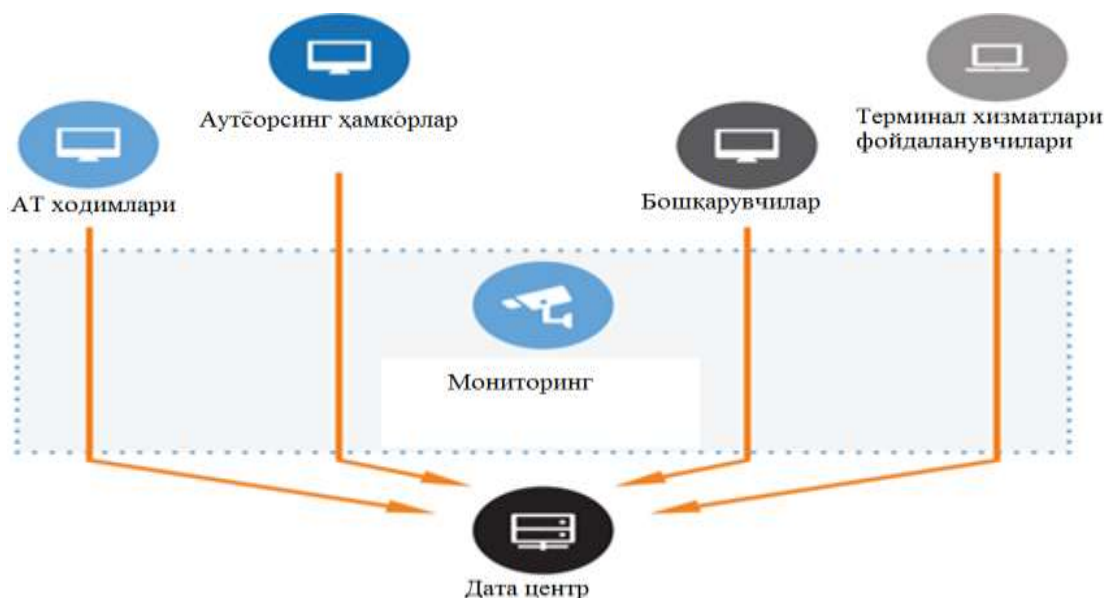 Аутсорсинг ҳамкорлар
Терминал хизматлари
фойдаланувчилари
АТ ходимлари
Бошқарувчилар
Мониторинг
Дата центр